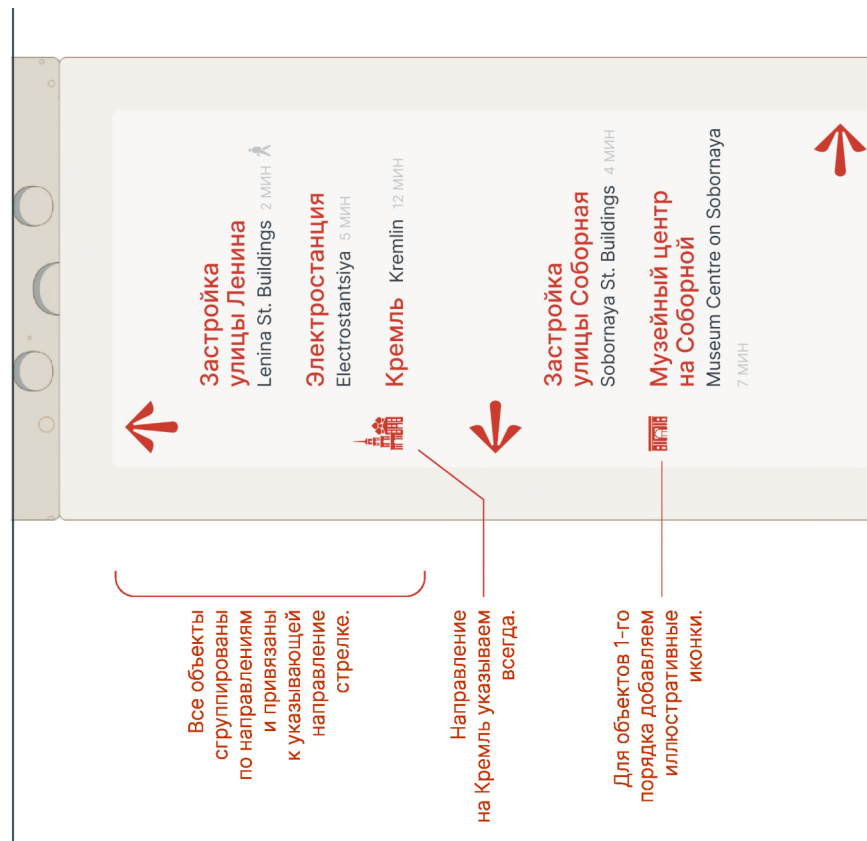 Застройка
улицы Ленина
Lenina St. Buildings 2 МИН
Электростанция
Electrostantsiya 5 МИН
Кремль Kremlin 12 МИН
Застройка
улицы Соборная
Sobornaya St. Buildings 4 МИН
Музейный центр
на Соборной
Museum Centre on Sobornaya
7 МИН
Все объекты
сгруппированы
по направлениям
и привязаны
к указывающей
направление
стрелке.
Направление
на Кремль указываем
всегда.
Для объектов 1-го
порядка добавляем
иллюстративные
иконки.